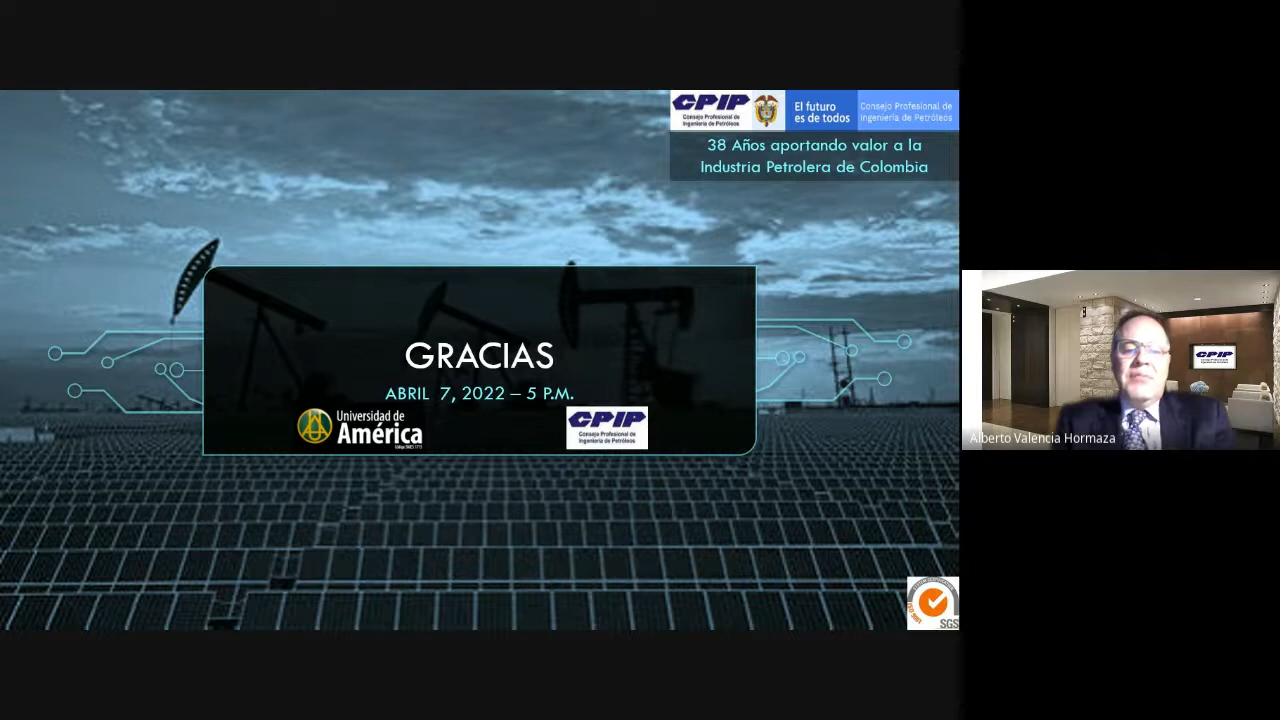 CPIP
Consejo Profesional de
Ingeniería de Petróleos
El futuro
es de todos
Consejo Profesional de
Ingeniería de Petróleos
38 Años aportando valor a la
Industria Petrolera de Colombia
GRACIAS
ABRIL 7, 2022 – 5 P.M.
Universidad de
América
CPIP
Consejo Profesional de
Ingeniería de Petróleos
CPIP
Alberto Valencia Hormaza
SGS